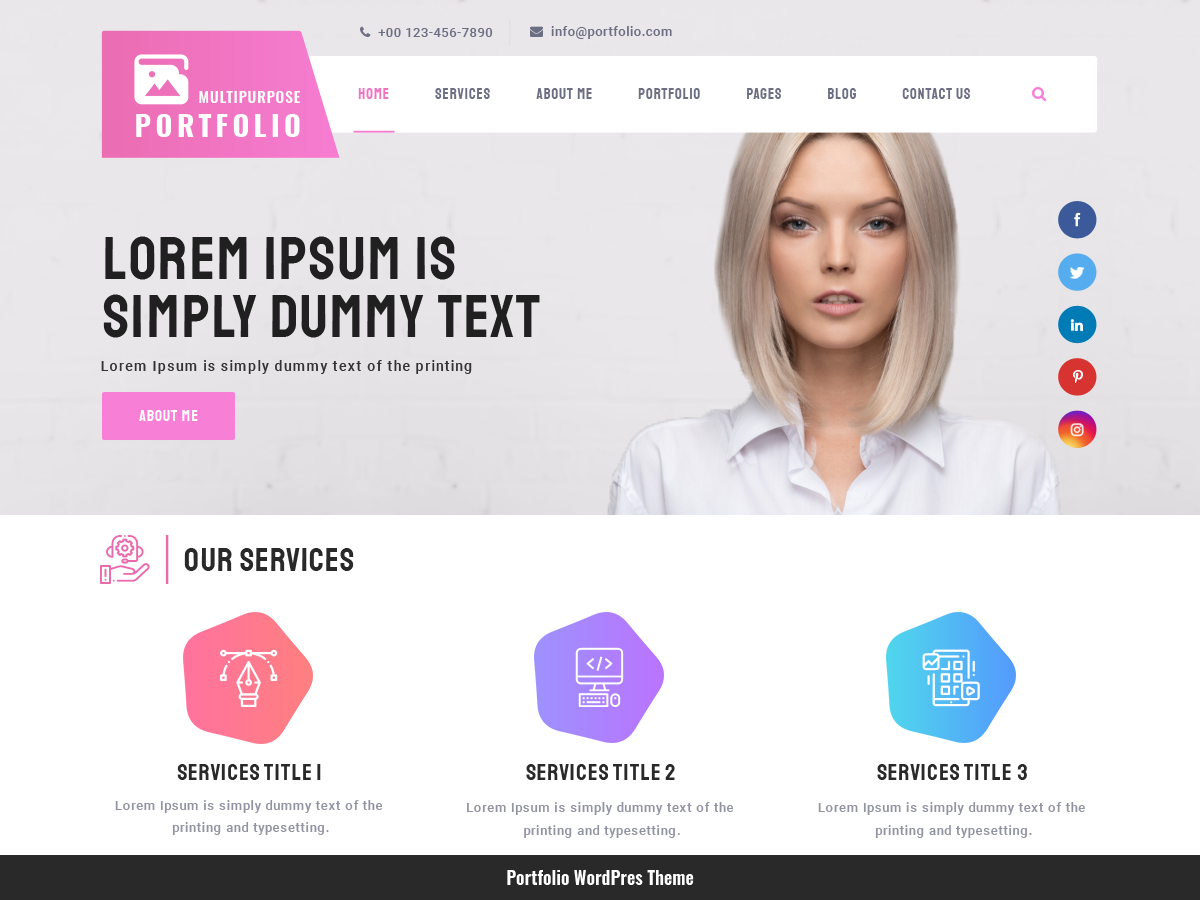 +00 123-456-7890
info@portfolio.com
MULTIPURPOSE
PORTFOLIO
HOME
SERVICES
ABOUT ME
PORTFOLIO
PAGES
BLOG
CONTACT US
LOREM IPSUM IS
SIMPLY DUMMY TEXT
Lorem Ipsum is simply dummy text of the printing
ABOUT ME
OUR SERVICES
SERVICES TITLE 1
Lorem Ipsum is simply dummy text of the
printing and typesetting.
SERVICES TITLE 2
Lorem Ipsum is simply dummy text of the
printing and typesetting.
SERVICES TITLE 3
Lorem Ipsum is simply dummy text of the
printing and typesetting.
Portfolio WordPres Theme